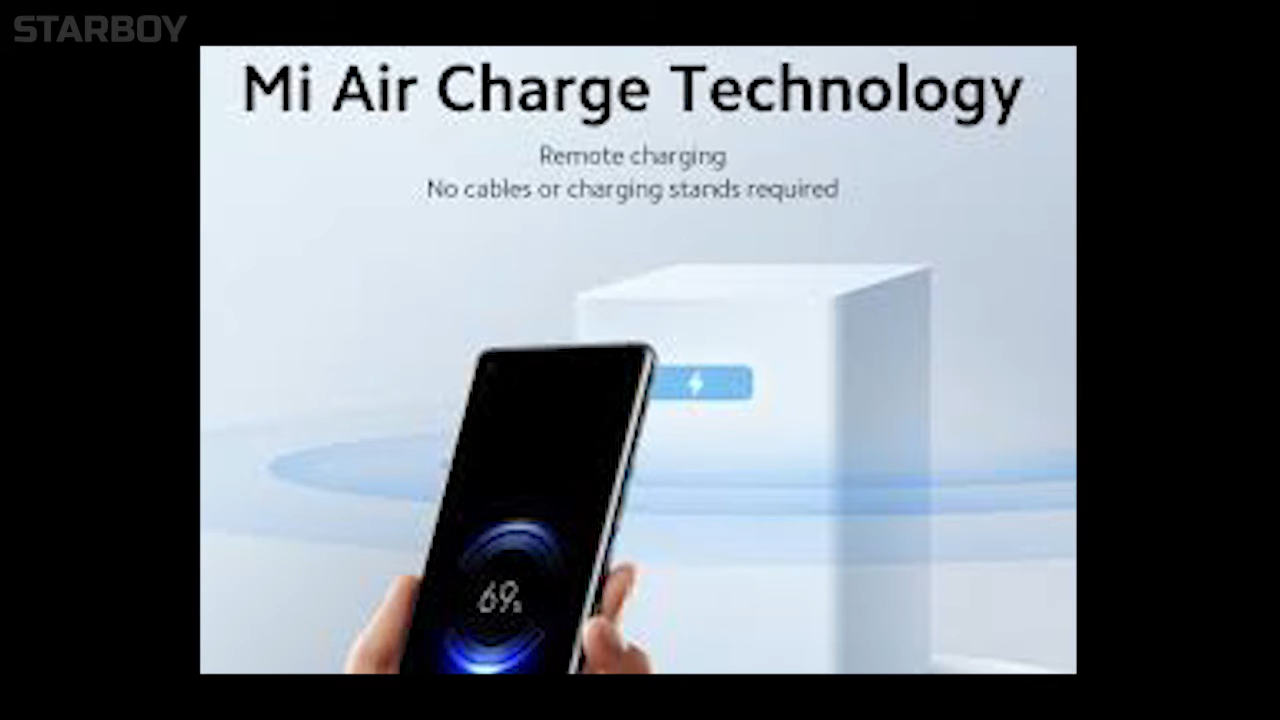 STARBOY
Mi Air Charge Technology
Remote charging
No cables or charging stands required
69%